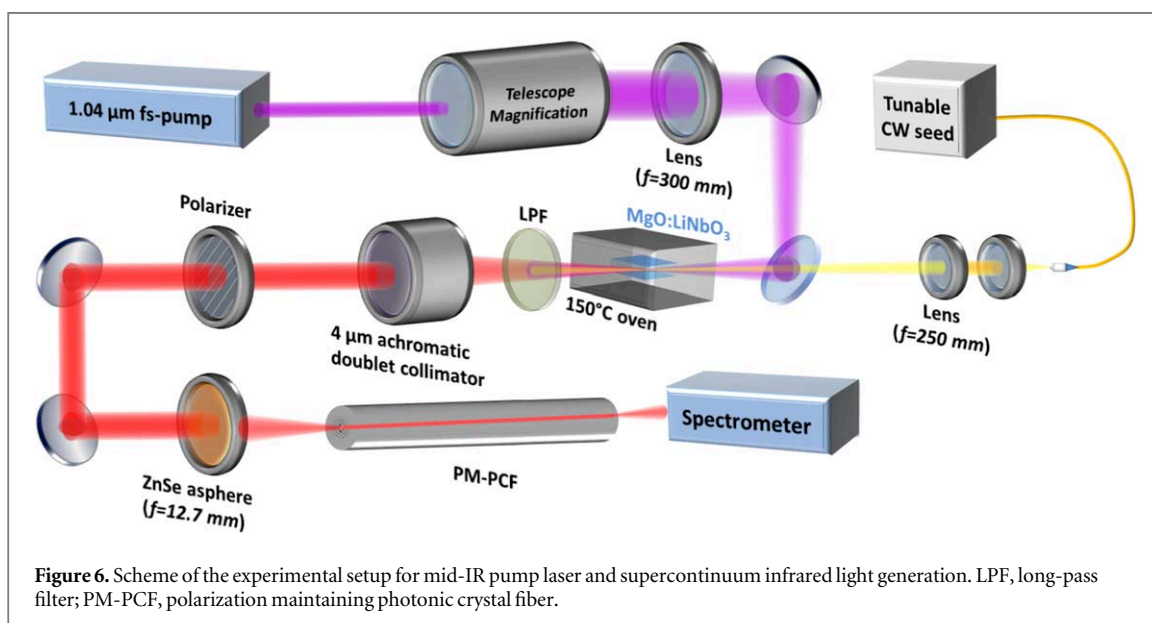 1.04 µm fs-pump
Telescope
Magnification
Lens
(f=300 mm)
Tunable
CW seed
Polarizer
LPF
MgO:LiNbO3
150°C oven
4 µm achromatic
doublet collimator
Lens
(f=250 mm)
ZnSe asphere
(f=12.7 mm)
PM-PCF
Spectrometer
Figure 6. Scheme of the experimental setup for mid-IR pump laser and supercontinuum infrared light generation. LPF, long-pass
filter; PM-PCF, polarization maintaining photonic crystal fiber.